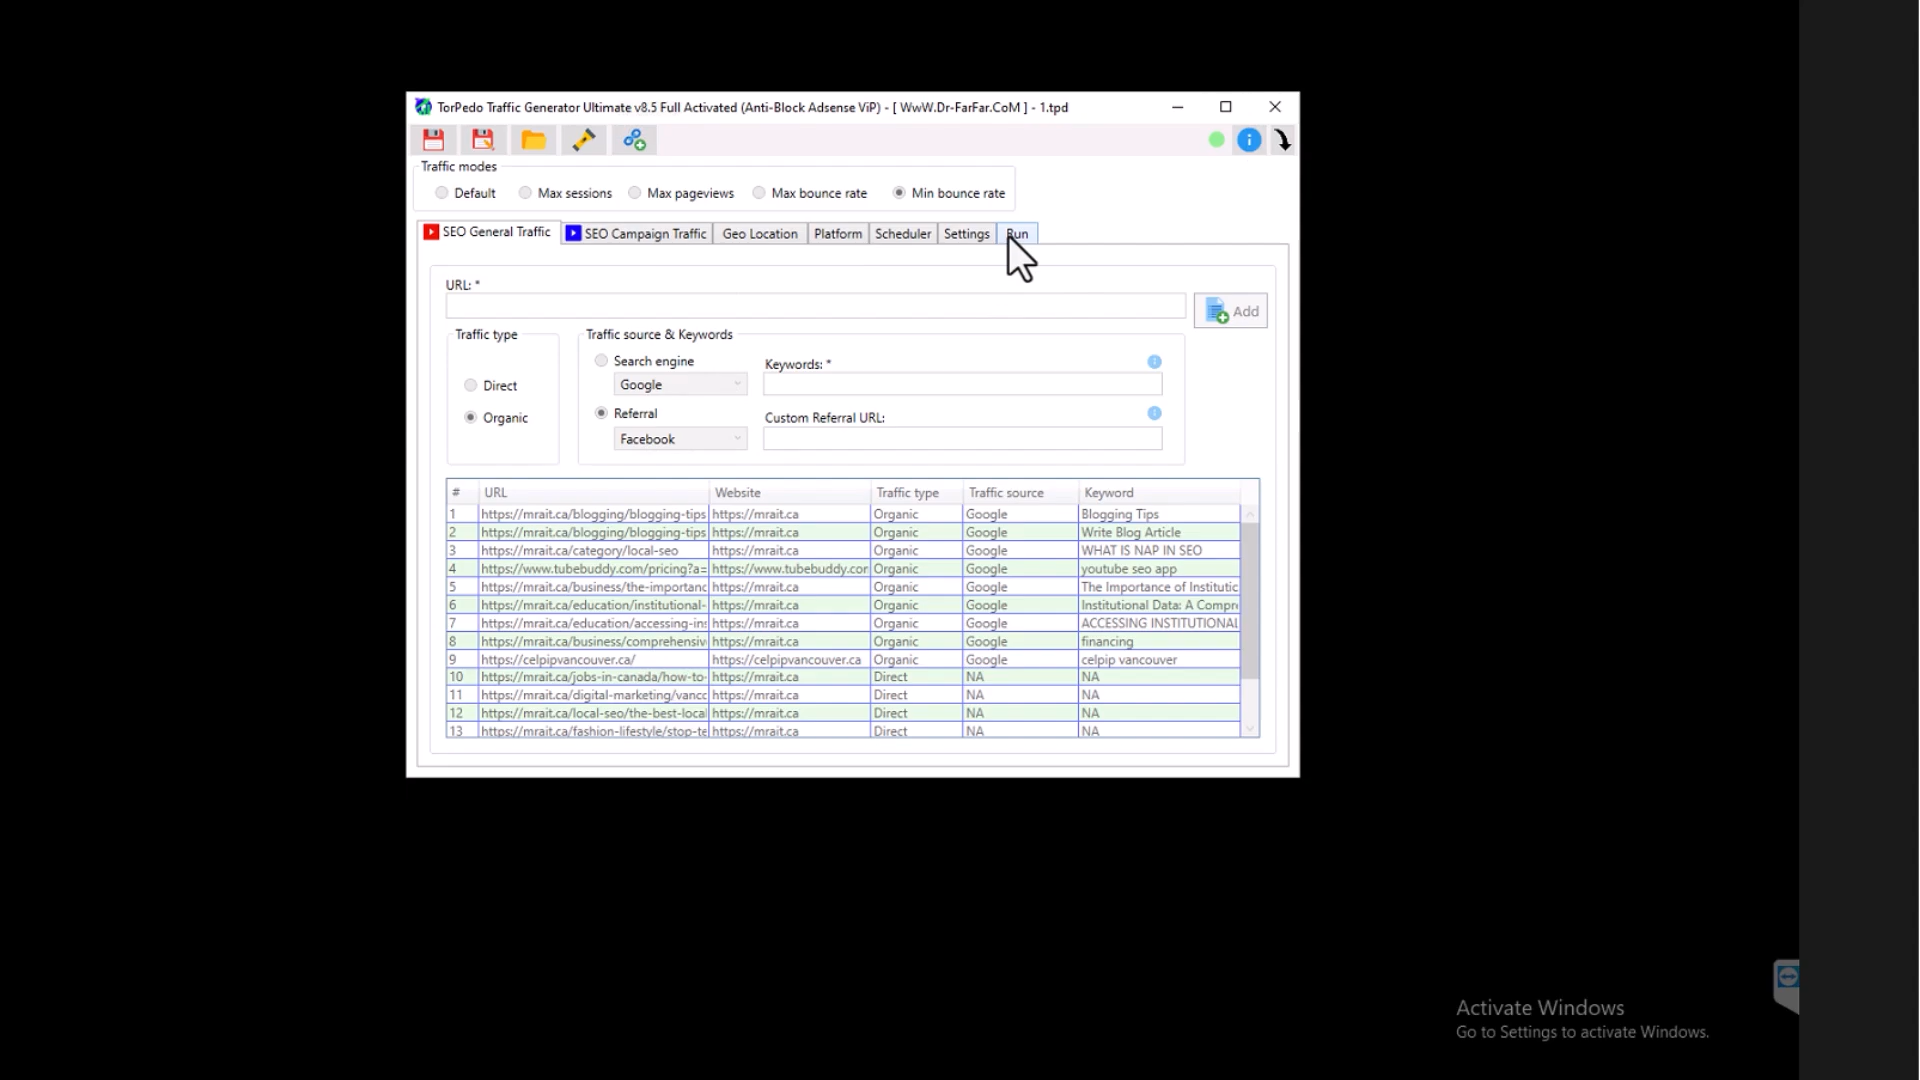 TorPedo Traffic Generator Ultimate v8.5 Full Activated (Anti-Block Adsense ViP) - [ WwW.Dr-FarFar.CoM ] - 1.tpd
Traffic modes
Default Max sessions Max pageviews Max bounce rate Min bounce rate
SEO General Traffic SEO Campaign Traffic Geo Location Platform Scheduler Settings Run
URL: *
Add
Traffic type Traffic source & Keywords
Search engine Keywords: *
Direct Google
Organic Referral Custom Referral URL:
Facebook
# URL Website Traffic type Traffic source Keyword
1 https://mrait.ca/blogging/blogging-tips https://mrait.ca Organic Google Blogging Tips
2 https://mrait.ca/blogging/blogging-tips https://mrait.ca Organic Google Write Blog Article
3 https://mrait.ca/category/local-seo https://mrait.ca Organic Google WHAT IS NAP IN SEO
4 https://www.tubebuddy.com/pricing?a= https://www.tubebuddy.cor Organic Google youtube seo app
5 https://mrait.ca/business/the-importanc https://mrait.ca Organic Google The Importance of Institutic
6 https://mrait.ca/education/institutional- https://mrait.ca Organic Google Institutional Data: A Compr
7 https://mrait.ca/education/accessing-ins https://mrait.ca Organic Google ACCESSING INSTITUTIONAL
8 https://mrait.ca/business/comprehensiv https://mrait.ca Organic Google financing
9 https://celpipvancouver.ca/ https://celpipvancouver.ca Organic Google celpip vancouver
10 https://mrait.ca/jobs-in-canada/how-to- https://mrait.ca Direct NA NA
11 https://mrait.ca/digital-marketing/vancc https://mrait.ca Direct NA NA
12 https://mrait.ca/local-seo/the-best-local https://mrait.ca Direct NA NA
13 https://mrait.ca/fashion-lifestyle/stop-te https://mrait.ca Direct NA NA
Activate Windows
Go to Settings to activate Windows.